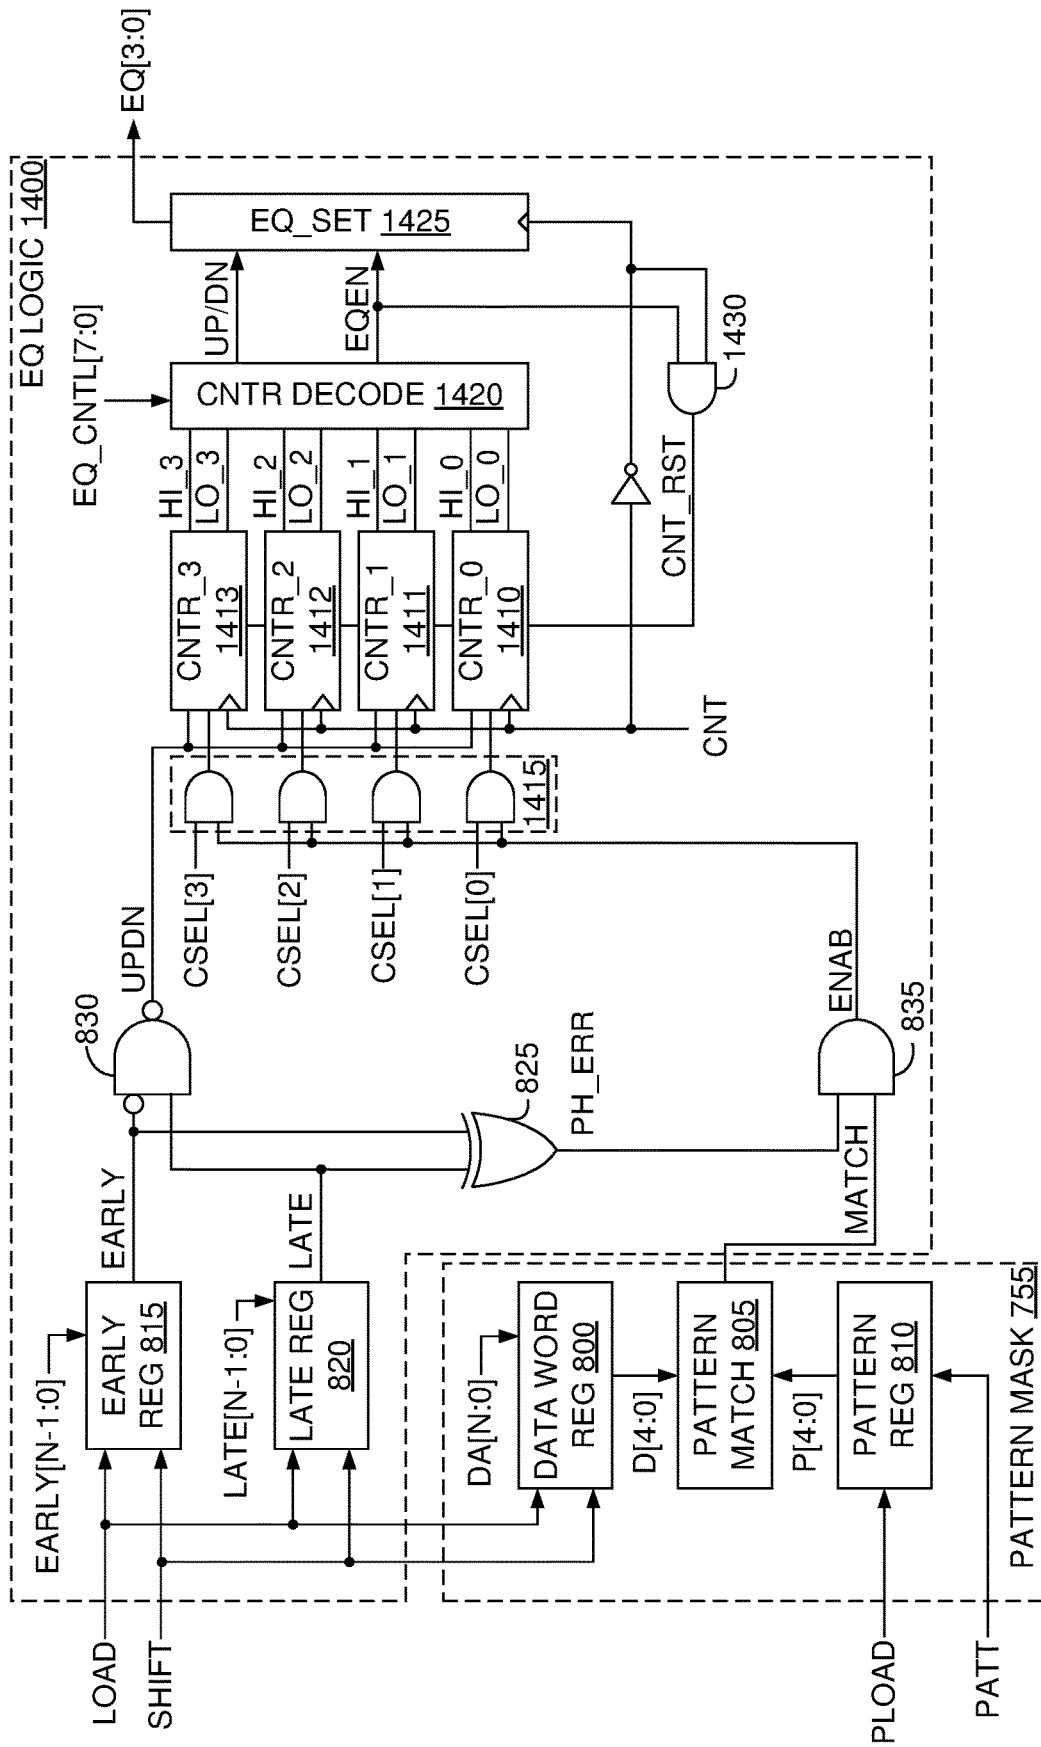 EQ[3:0]
EQ LOGIC 1400
EQ_SET 1425
UP/DN
EQEN
EQ_CNTL[7:0]
CNTR DECODE 1420
1430
HI_3
LO_3
HI_2
LO_2
HI_1
LO_1
HI_0
LO_0
CNT_RST
CNTR_3
1413
CNTR_2
1412
CNTR_1
1411
CNTR_0
1410
CNT
1415
CSEL[3]
CSEL[2]
CSEL[1]
CSEL[0]
UPDN
830
ENAB
835
825
PH_ERR
EARLY
LATE
MATCH
EARLY[N-1:0]
EARLY
REG 815
LATE[N-1:0]
LATE REG
820
DA[N:0]
DATA WORD
REG 800
D[4:0]
PATTERN
MATCH 805
P[4:0]
PATTERN
REG 810
PATTERN MASK 755
LOAD
SHIFT
PLOAD
PATT